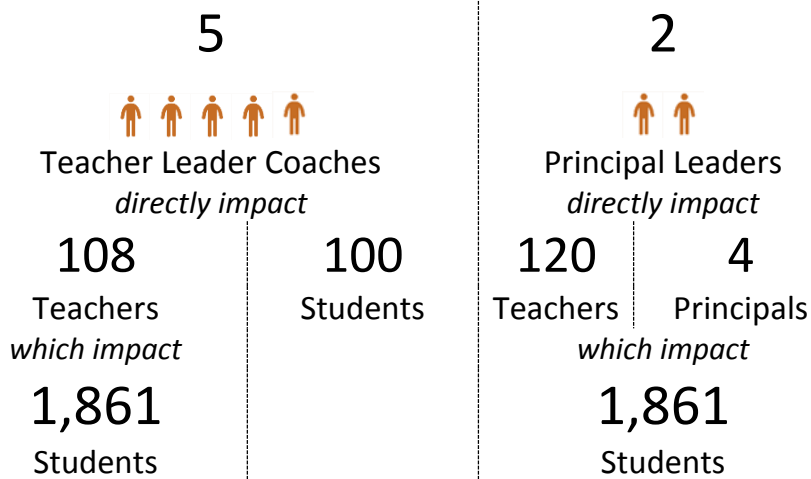 5
Teacher Leader Coaches
directly impact
108
Teachers
which impact
1,861
Students
100
Students
2
Principal Leaders
directly impact
120
Teachers
4
Principals
which impact
1,861
Students